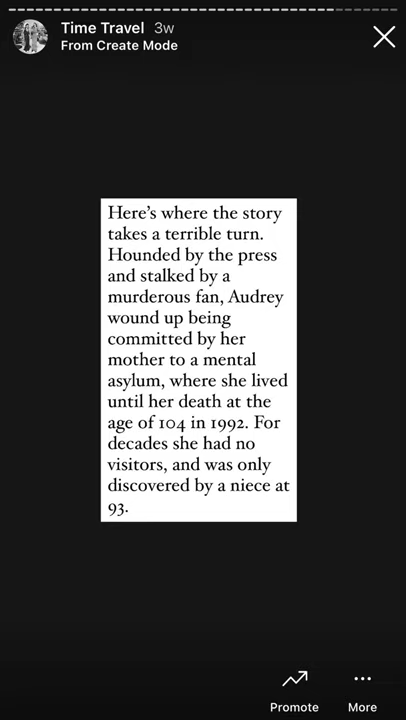 Time Travel 3w
From Create Mode
Here's where the story
takes a terrible turn.
Hounded by the press
and stalked by a
murderous fan, Audrey
wound up being
committed by her
mother to a mental
asylum, where she lived
until her death at the
age of 104 in 1992. For
decades she had no
visitors, and was only
discovered by a niece at
93.
Promote
More